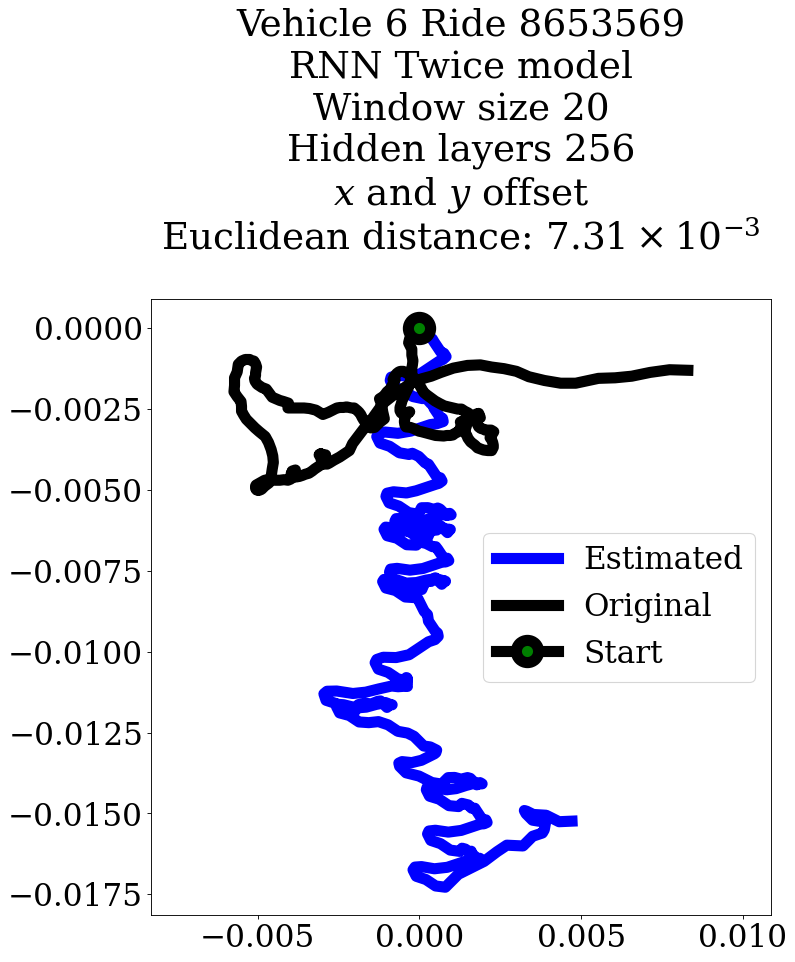 Vehicle 6 Ride 8653569
RNN Twice model
Window size 20
Hidden layers 256
x and y offset
Euclidean distance: 7.31 × 10⁻³
0.0000
−0.0025
−0.0050
−0.0075
−0.0100
−0.0125
−0.0150
−0.0175
Estimated
Original
Start
−0.005 0.000 0.005 0.010